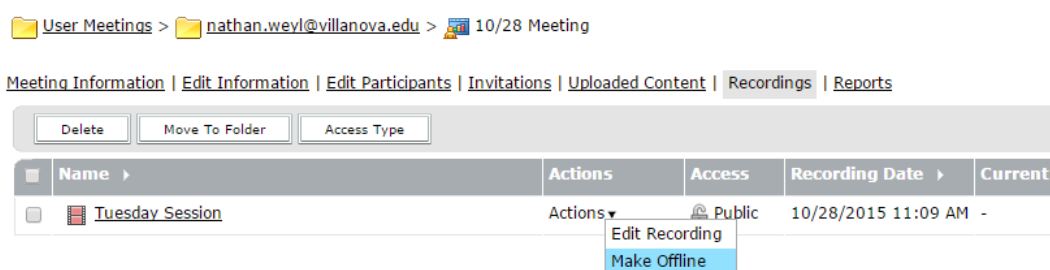 User Meetings > nathan.weyl@villanova.edu > 10/28 Meeting
Meeting Information | Edit Information | Edit Participants | Invitations | Uploaded Content | Recordings | Reports
Delete Move To Folder Access Type
Name Actions Access Recording Date Current
Tuesday Session Actions Public 10/28/2015 11:09 AM -
Edit Recording
Make Offline